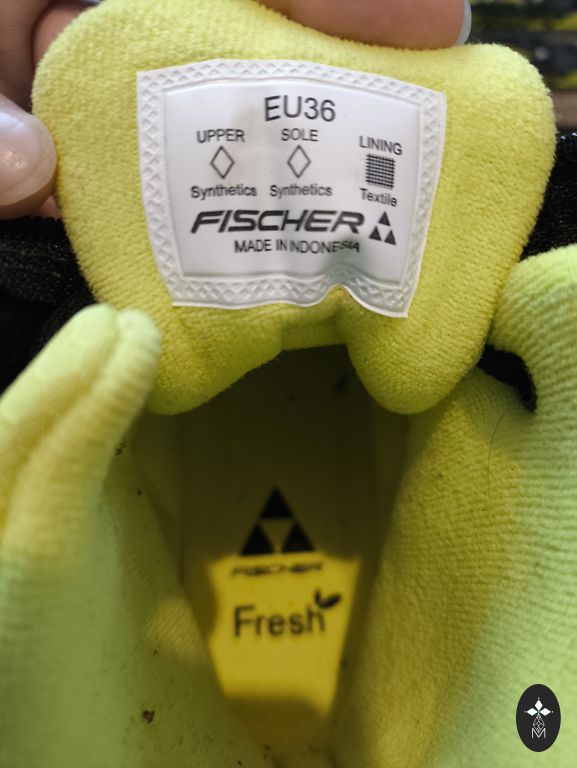 EU36
UPPER SOLE LINING
Synthetics Synthetics Textile
FISCHER
MADE IN INDONESIA
FISCHER
Fresh
M